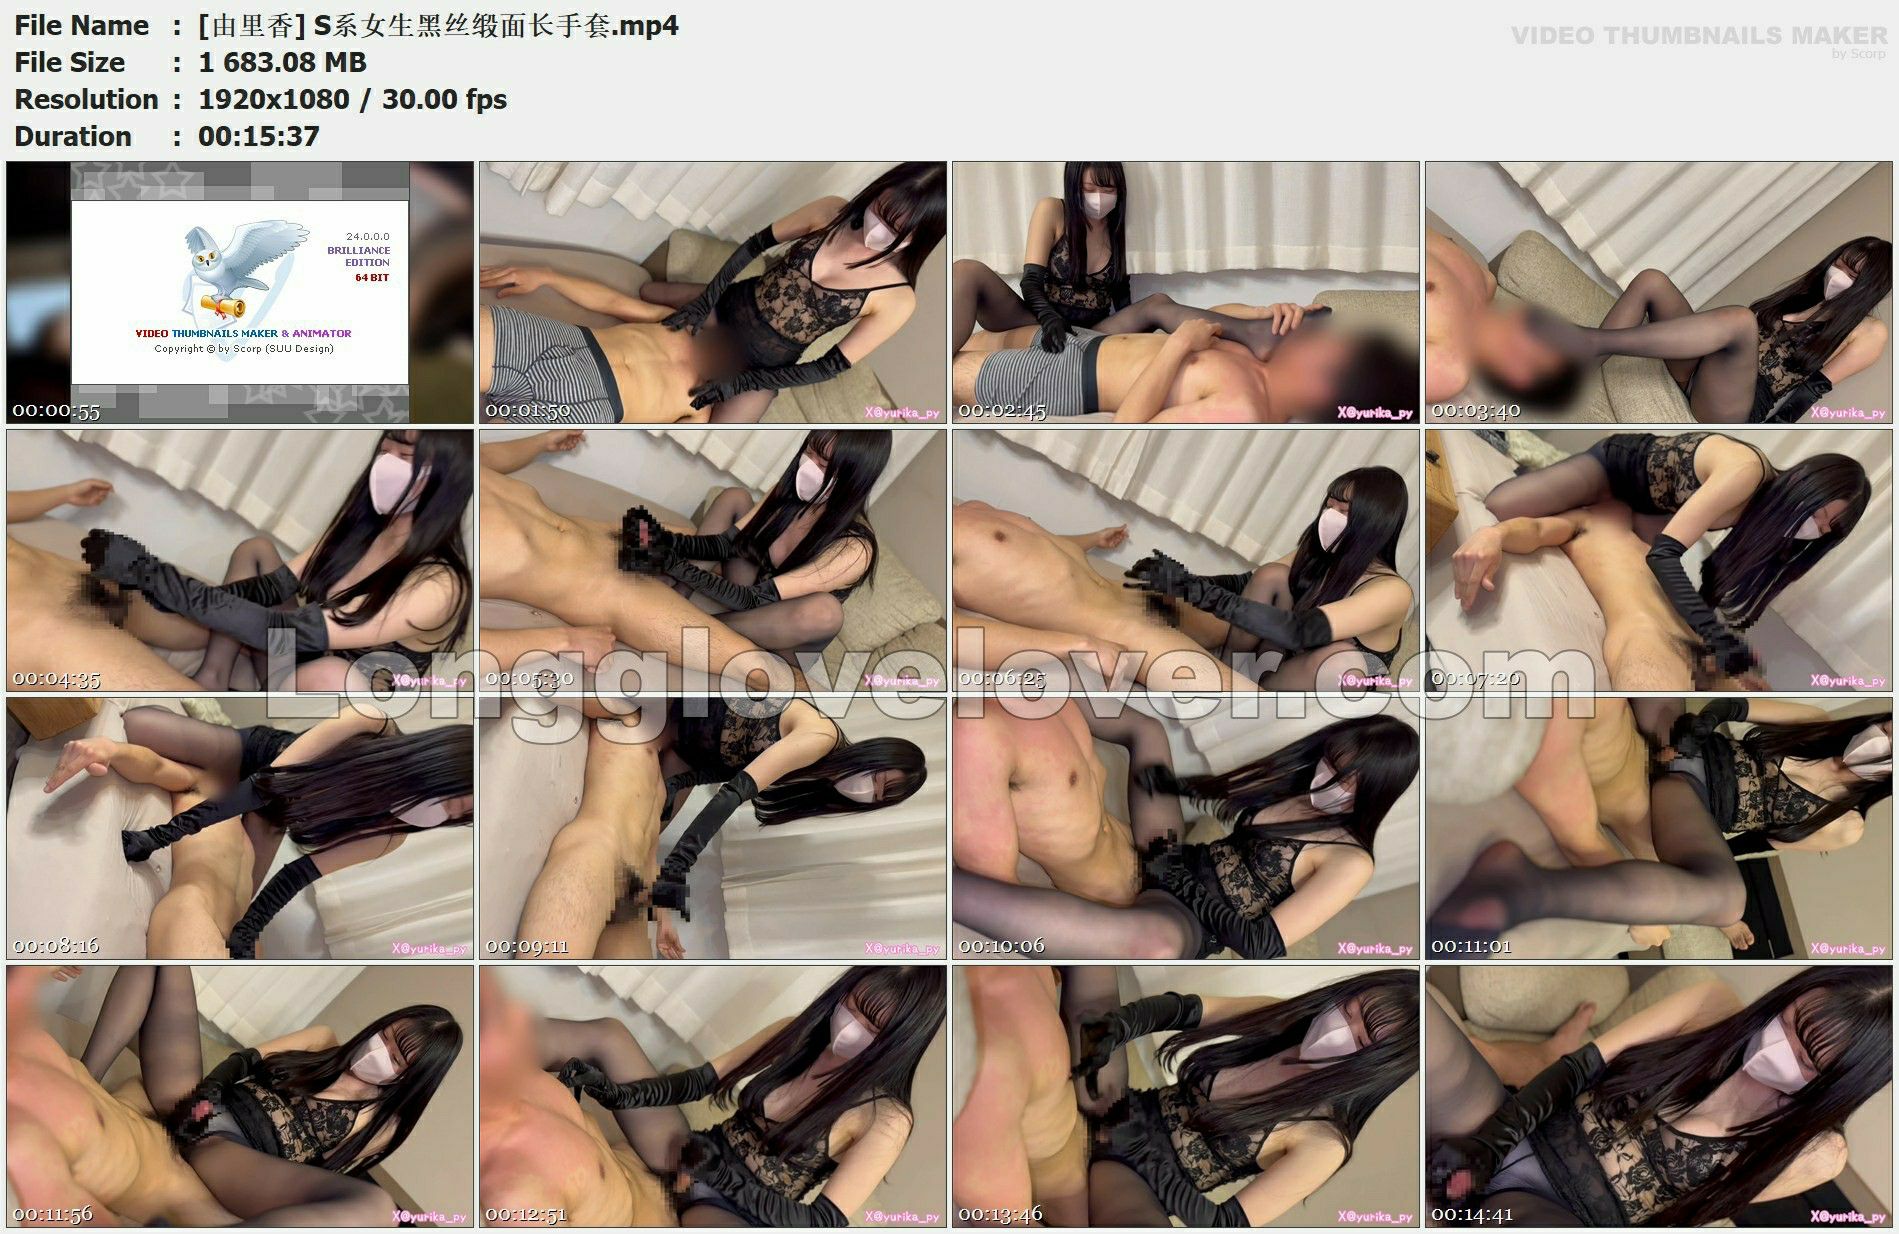 File Name : [由里香] S系女生黑丝缎面长手套.mp4
File Size : 1 683.08 MB
Resolution : 1920x1080 / 30.00 fps
Duration : 00:15:37
VIDEO THUMBNAILS MAKER
by Scorp
24.0.0.0
BRILLIANCE
EDITION
64 BIT
VIDEO THUMBNAILS MAKER & ANIMATOR
Copyright © by Scorp (SUU Design)
00:00:55
00:01:50
X@yurika_py
00:02:45
X@yurika_py
00:03:40
X@yurika_py
00:04:35
X@yurika_py
00:05:30
X@yurika_py
00:06:25
X@yurika_py
00:07:20
X@yurika_py
Longglovelover.com
00:08:16
X@yurika_py
00:09:11
X@yurika_py
00:10:06
X@yurika_py
00:11:01
X@yurika_py
00:11:56
X@yurika_py
00:12:51
X@yurika_py
00:13:46
X@yurika_py
00:14:41
X@yurika_py